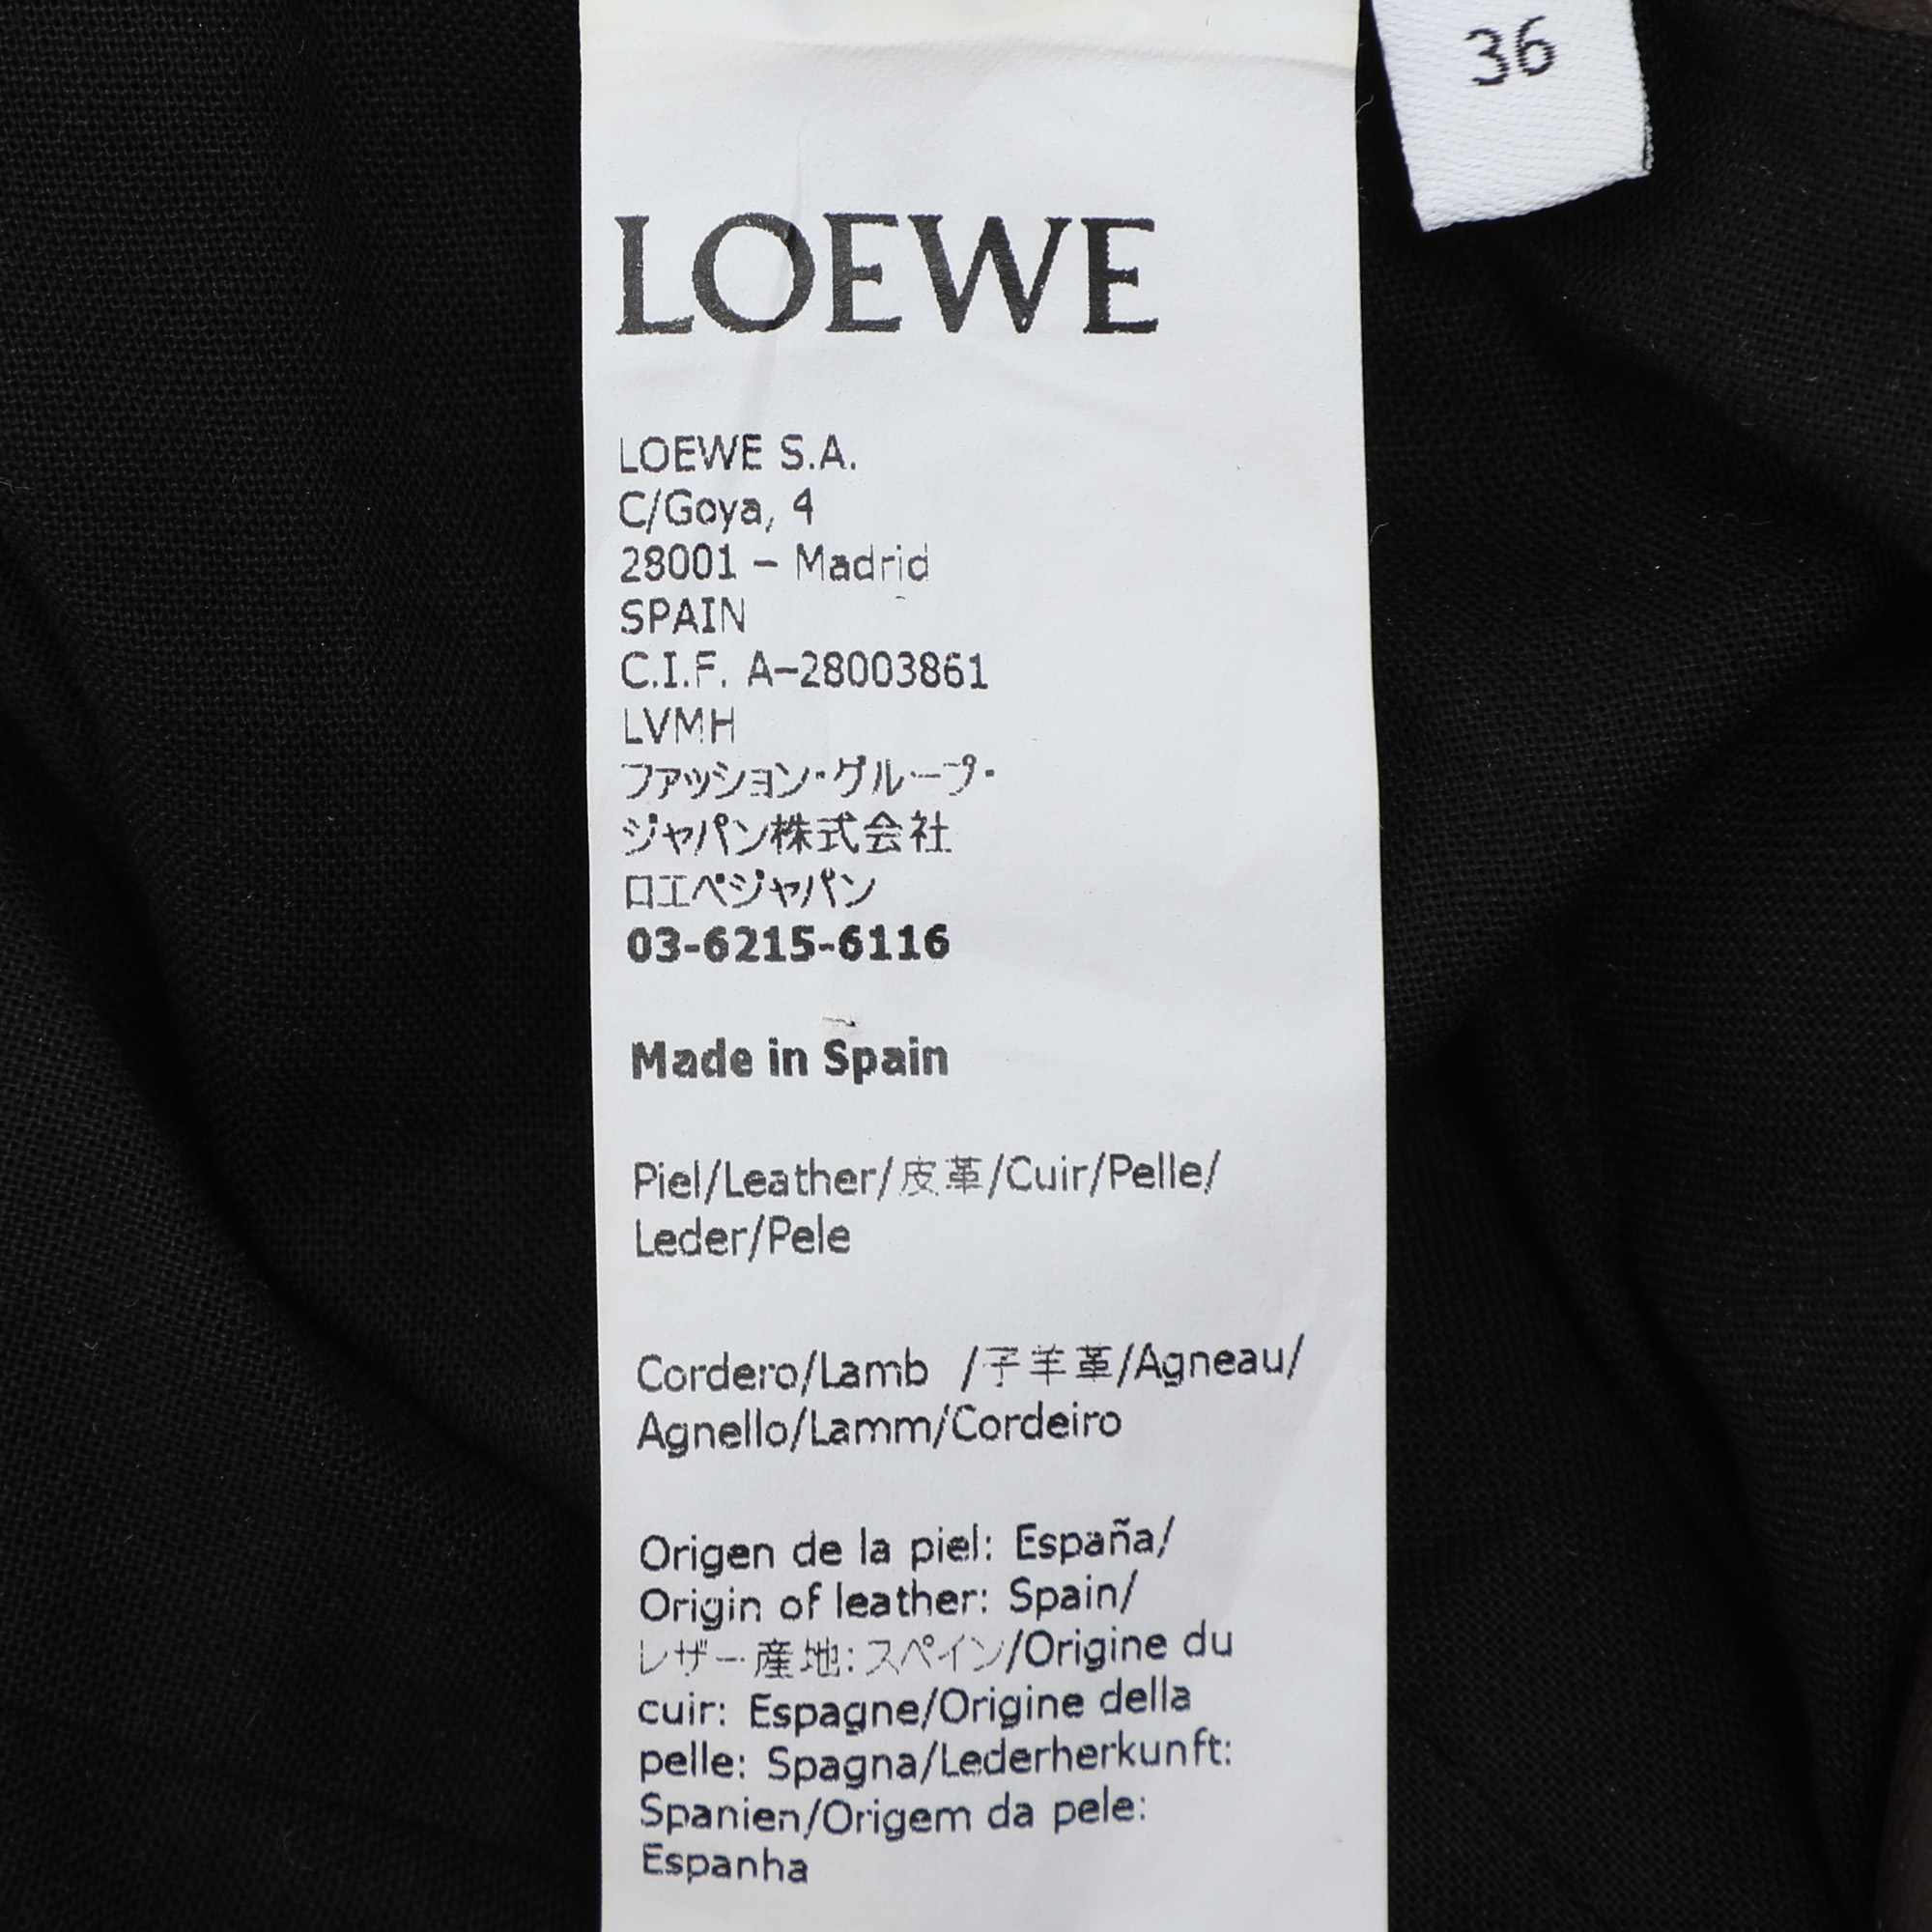 36
LOEWE
LOEWE S.A.
C/Goya, 4
28001 – Madrid
SPAIN
C.I.F. A–28003861
LVMH
ファッション・グループ・
ジャパン株式会社
ロエベジャパン
03-6215-6116
Made in Spain
Piel/Leather/皮革/Cuir/Pelle/
Leder/Pele
Cordero/Lamb /子羊革/Agneau/
Agnello/Lamm/Cordeiro
Origen de la piel: España/
Origin of leather: Spain/
レザー産地:スペイン/Origine du
cuir: Espagne/Origine della
pelle: Spagna/Lederherkunft:
Spanien/Origem da pele:
Espanha